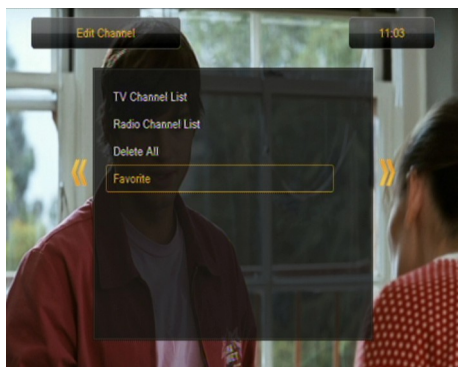 Edit Channel
11:03
TV Channel List
Radio Channel List
Delete All
Favorite